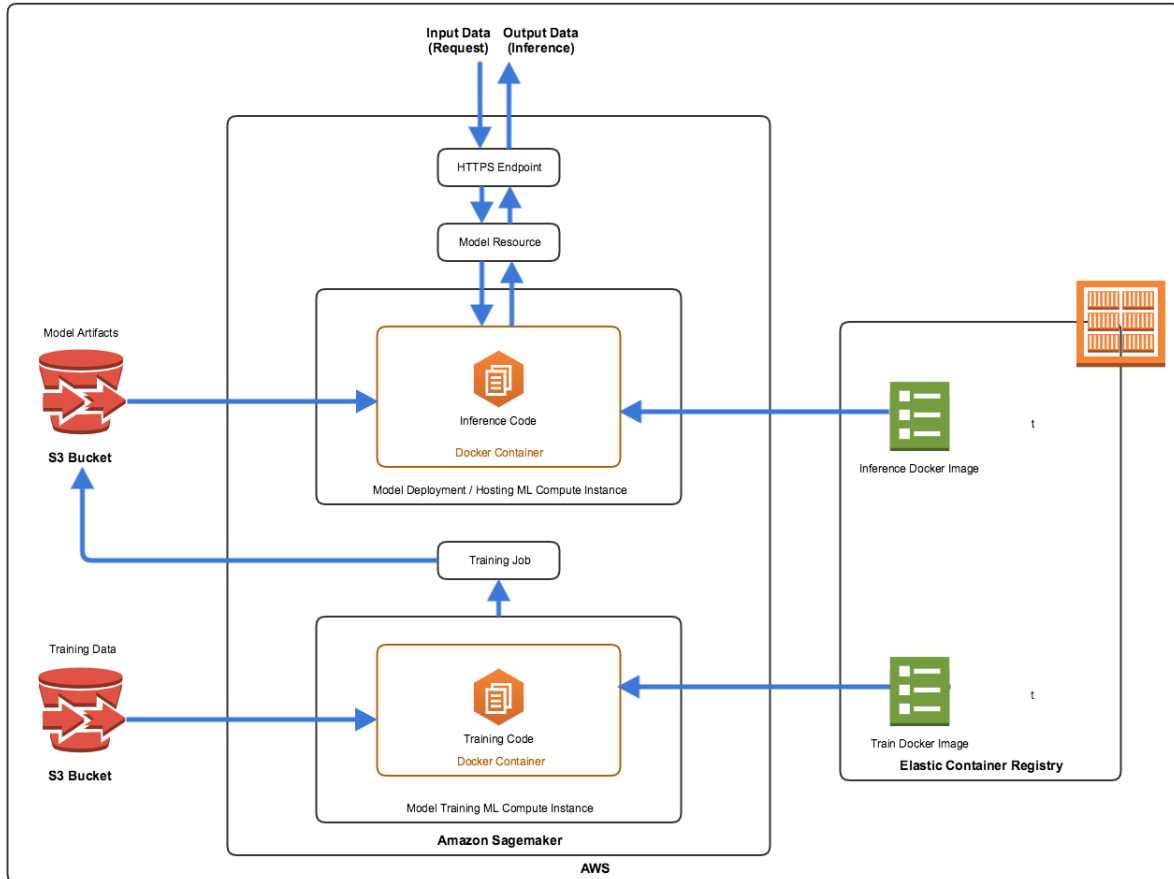 Input Data
(Request)
Output Data
(Inference)
HTTPS Endpoint
Model Resource
Model Artifacts
S3 Bucket
Inference Code
Docker Container
Model Deployment / Hosting ML Compute Instance
Inference Docker Image
t
Training Job
Training Data
S3 Bucket
Training Code
Docker Container
Model Training ML Compute Instance
Train Docker Image
t
Elastic Container Registry
Amazon Sagemaker
AWS